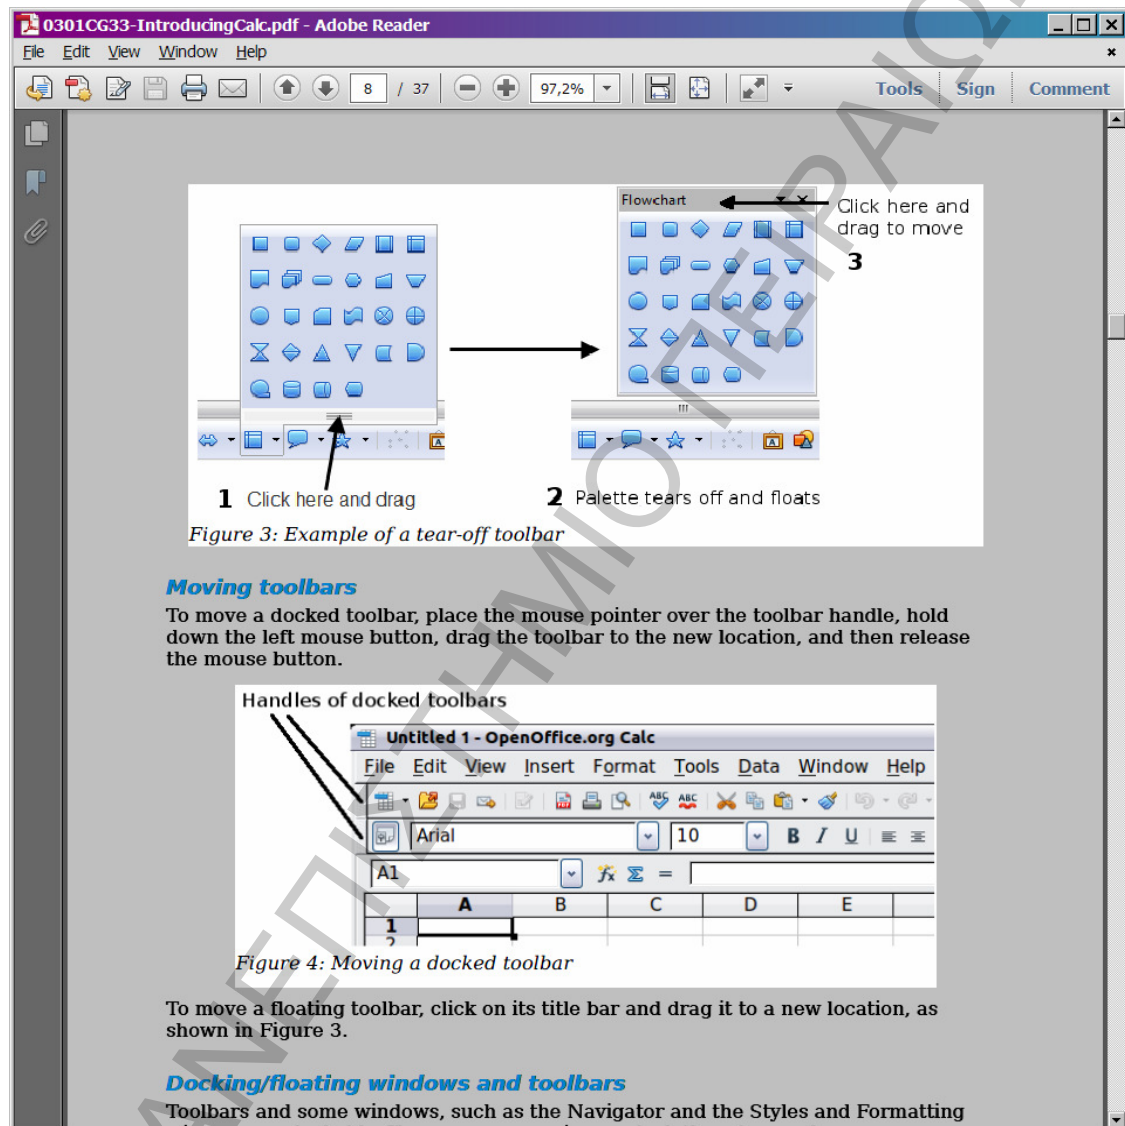 0301CG33-IntroducingCalc.pdf - Adobe Reader
File Edit View Window Help
8 / 37 97,2% Tools Sign Comment
Flowchart
Click here and
drag to move
3
1 Click here and drag
2 Palette tears off and floats
Figure 3: Example of a tear-off toolbar
Moving toolbars
To move a docked toolbar, place the mouse pointer over the toolbar handle, hold
down the left mouse button, drag the toolbar to the new location, and then release
the mouse button.
Handles of docked toolbars
Untitled 1 - OpenOffice.org Calc
File Edit View Insert Format Tools Data Window Help
ABC ABC
Arial 10 B I U
A1 fx Σ =
A B C D E
1
2
Figure 4: Moving a docked toolbar
To move a floating toolbar, click on its title bar and drag it to a new location, as
shown in Figure 3.
Docking/floating windows and toolbars
Toolbars and some windows, such as the Navigator and the Styles and Formatting
ΠΑΝΕΠΙΣΤΗΜΙΟ ΠΕΙΡΑΙΩΣ